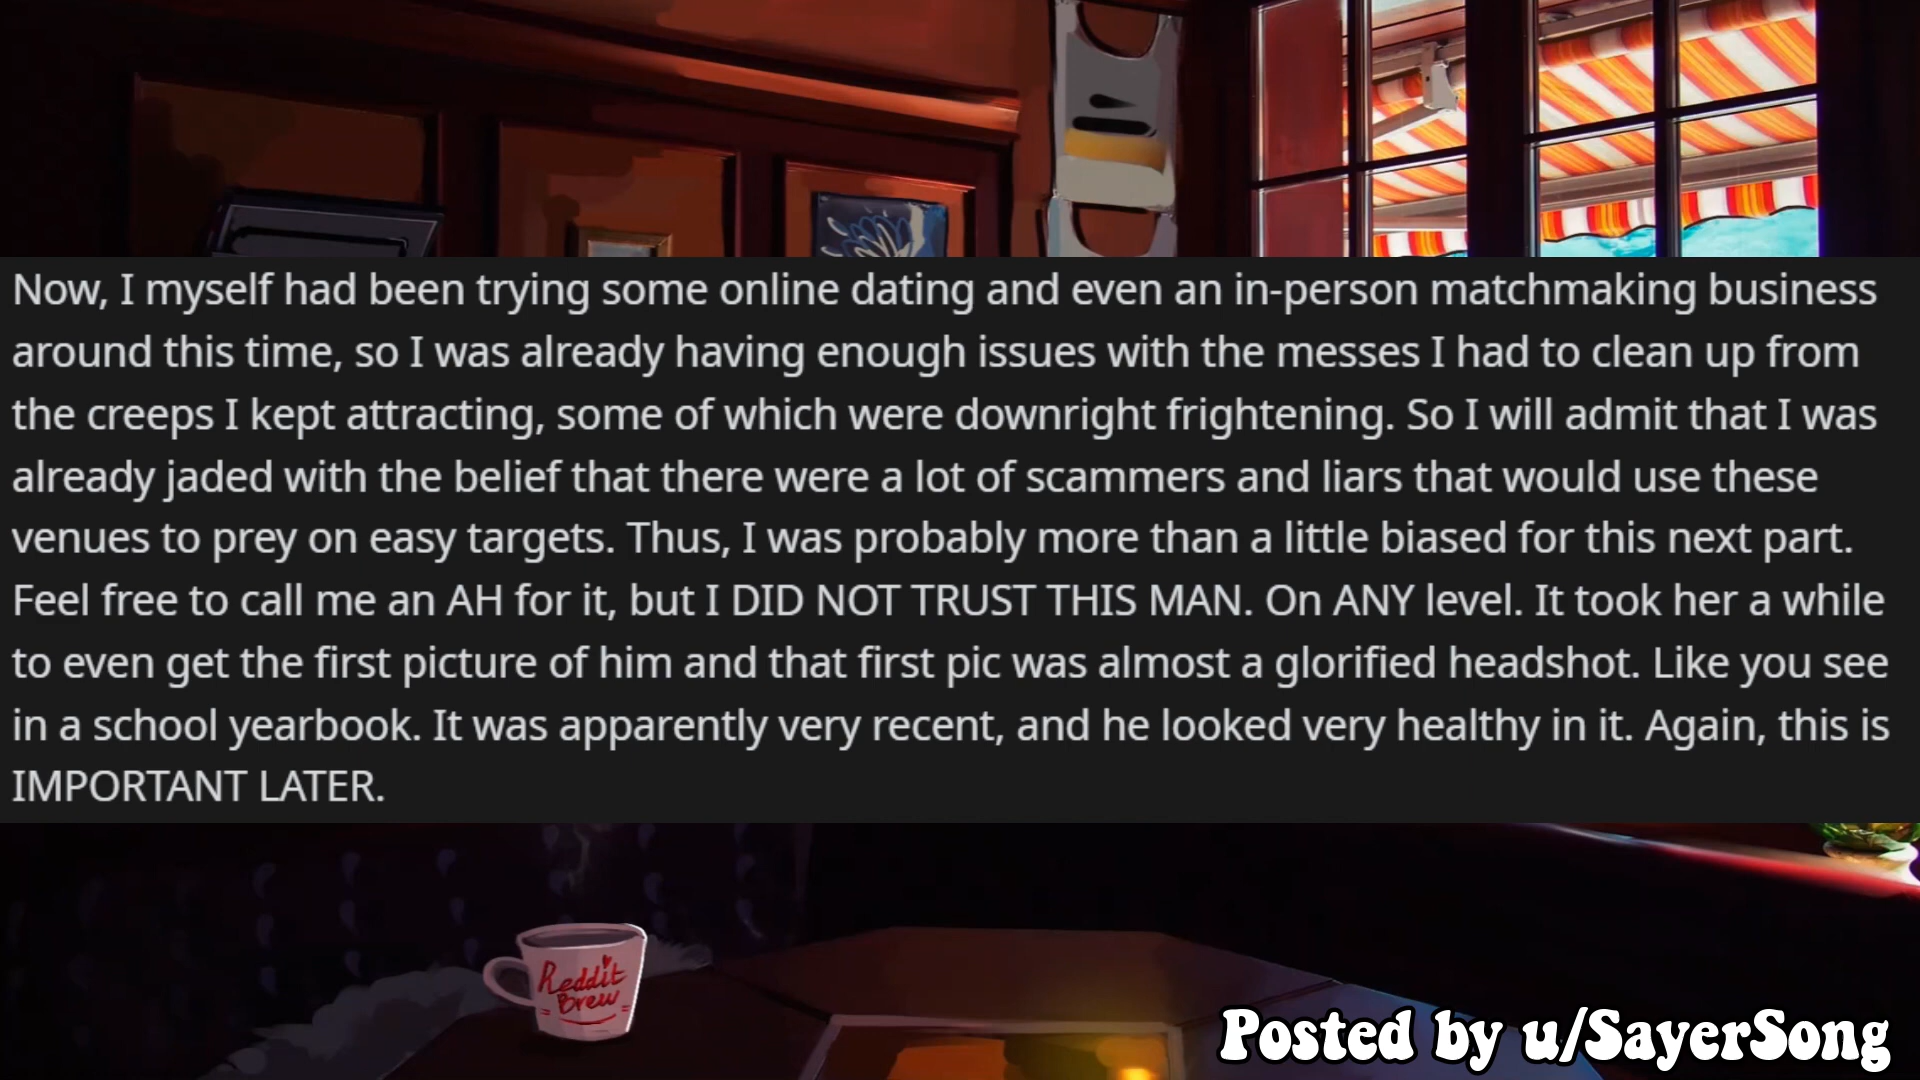 Now, I myself had been trying some online dating and even an in-person matchmaking business
around this time, so I was already having enough issues with the messes I had to clean up from
the creeps I kept attracting, some of which were downright frightening. So I will admit that I was
already jaded with the belief that there were a lot of scammers and liars that would use these
venues to prey on easy targets. Thus, I was probably more than a little biased for this next part.
Feel free to call me an AH for it, but I DID NOT TRUST THIS MAN. On ANY level. It took her a while
to even get the first picture of him and that first pic was almost a glorified headshot. Like you see
in a school yearbook. It was apparently very recent, and he looked very healthy in it. Again, this is
IMPORTANT LATER.
Reddit
Brew
Posted by u/SayerSong